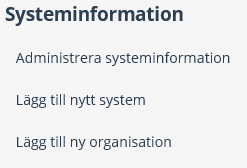 Systeminformation
Administrera systeminformation
Lägg till nytt system
Lägg till ny organisation